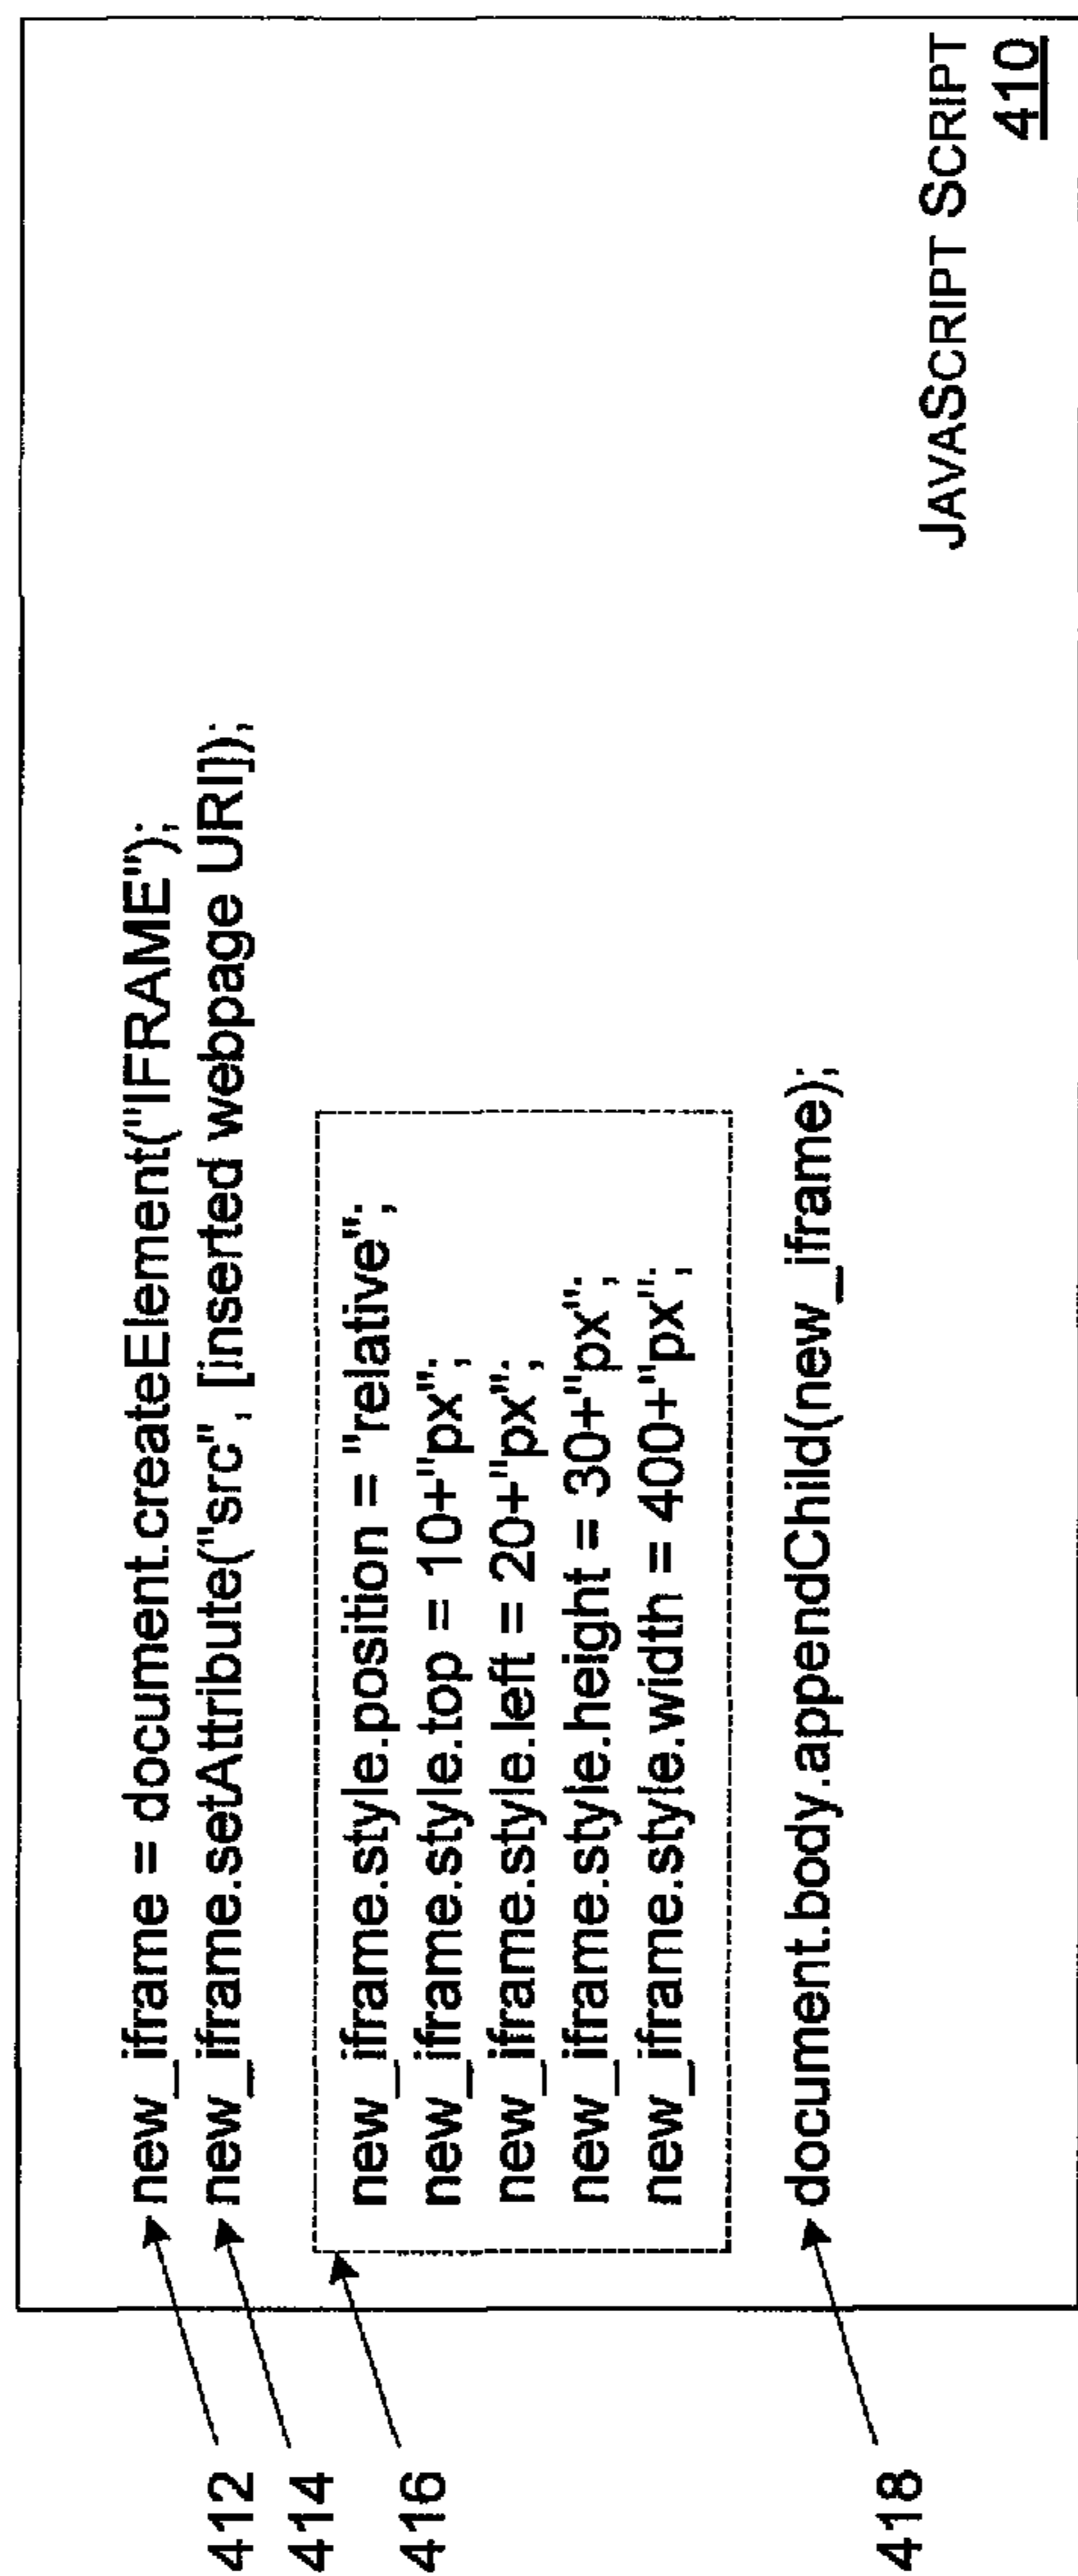 412 new_iframe = document.createElement("IFRAME");
414 new_iframe.setAttribute("src", [inserted webpage URI]);
416 new_iframe.style.position = "relative";
new_iframe.style.top = 10+"px";
new_iframe.style.left = 20+"px";
new_iframe.style.height = 30+"px";
new_iframe.style.width = 400+"px";
418 document.body.appendChild(new_iframe);
JAVASCRIPT SCRIPT
410